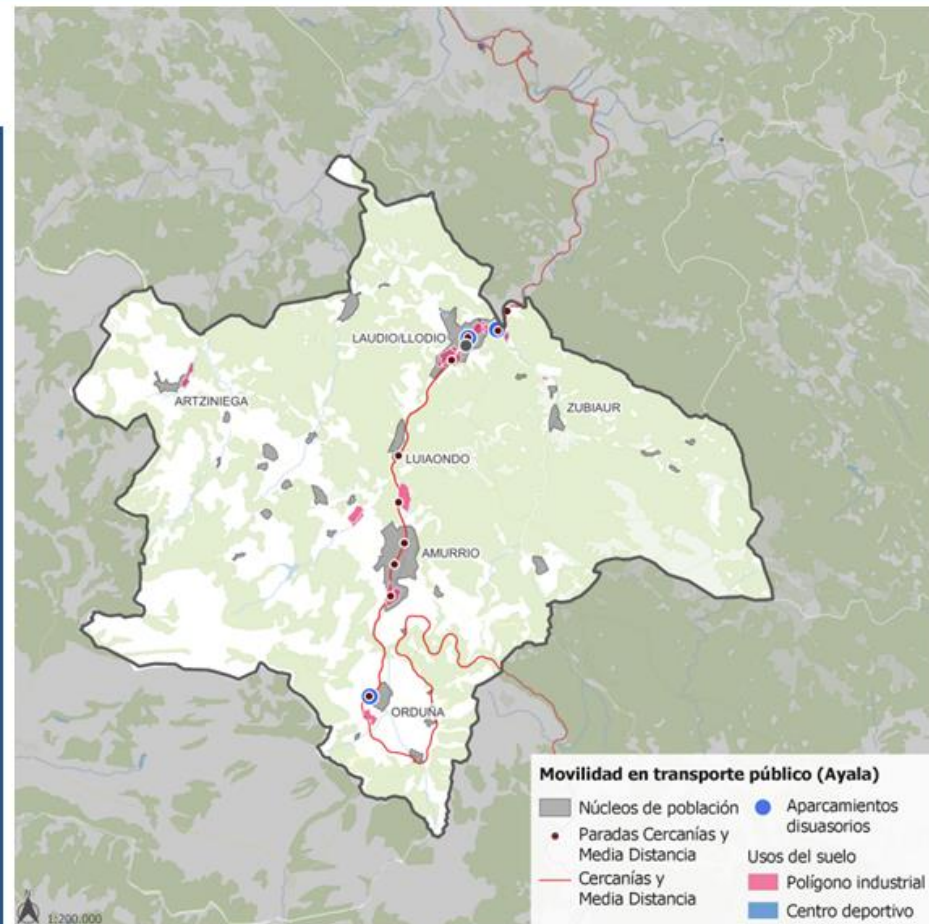 LAUDIO/LLODIO
ARTZINIEGA
ZUBIAUR
LUIAONDO
AMURRIO
ORDUÑA
Movilidad en transporte público (Ayala)
Núcleos de población
Paradas Cercanías y
Media Distancia
Cercanías y
Media Distancia
Aparcamientos
disuasorios
Usos del suelo
Polígono industrial
Centro deportivo
N
1:200.000